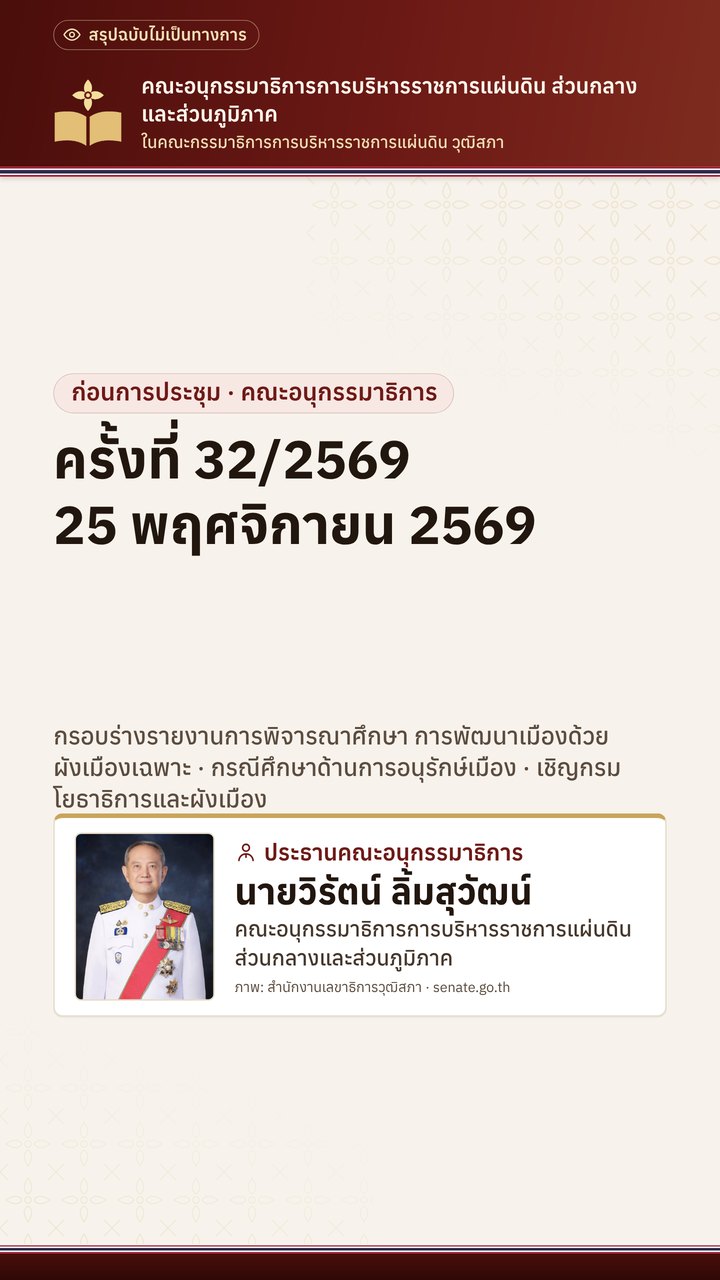 สรุปฉบับไม่เป็นทางการ
คณะอนุกรรมาธิการการบริหารราชการแผ่นดิน ส่วนกลาง
และส่วนภูมิภาค
ในคณะกรรมาธิการการบริหารราชการแผ่นดิน วุฒิสภา
ก่อนการประชุม · คณะอนุกรรมาธิการ
ครั้งที่ 32/2569
25 พฤศจิกายน 2569
กรอบร่างรายงานการพิจารณาศึกษา การพัฒนาเมืองด้วย
ผังเมืองเฉพาะ · กรณีศึกษาด้านการอนุรักษ์เมือง · เชิญกรม
โยธาธิการและผังเมือง
ประธานคณะอนุกรรมาธิการ
นายวิรัตน์ ลิ้มสุวัฒน์
คณะอนุกรรมาธิการการบริหารราชการแผ่นดิน
ส่วนกลางและส่วนภูมิภาค
ภาพ: สำนักงานเลขาธิการวุฒิสภา · senate.go.th